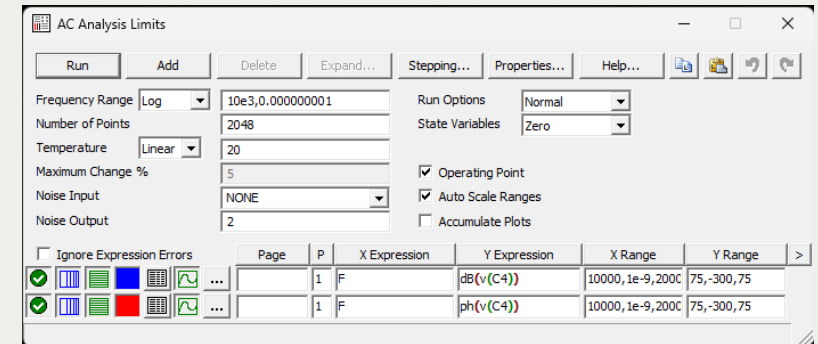 AC Analysis Limits
Run Add Delete Expand... Stepping... Properties... Help...
Frequency Range Log 10e3,0.000000001 Run Options Normal
Number of Points 2048 State Variables Zero
Temperature Linear 20
Maximum Change % 5 Operating Point
Noise Input NONE Auto Scale Ranges
Noise Output 2 Accumulate Plots
Ignore Expression Errors Page P X Expression Y Expression X Range Y Range >
... 1 F dB(v(C4)) 10000,1e-9,2000 75,-300,75
... 1 F ph(v(C4)) 10000,1e-9,2000 75,-300,75